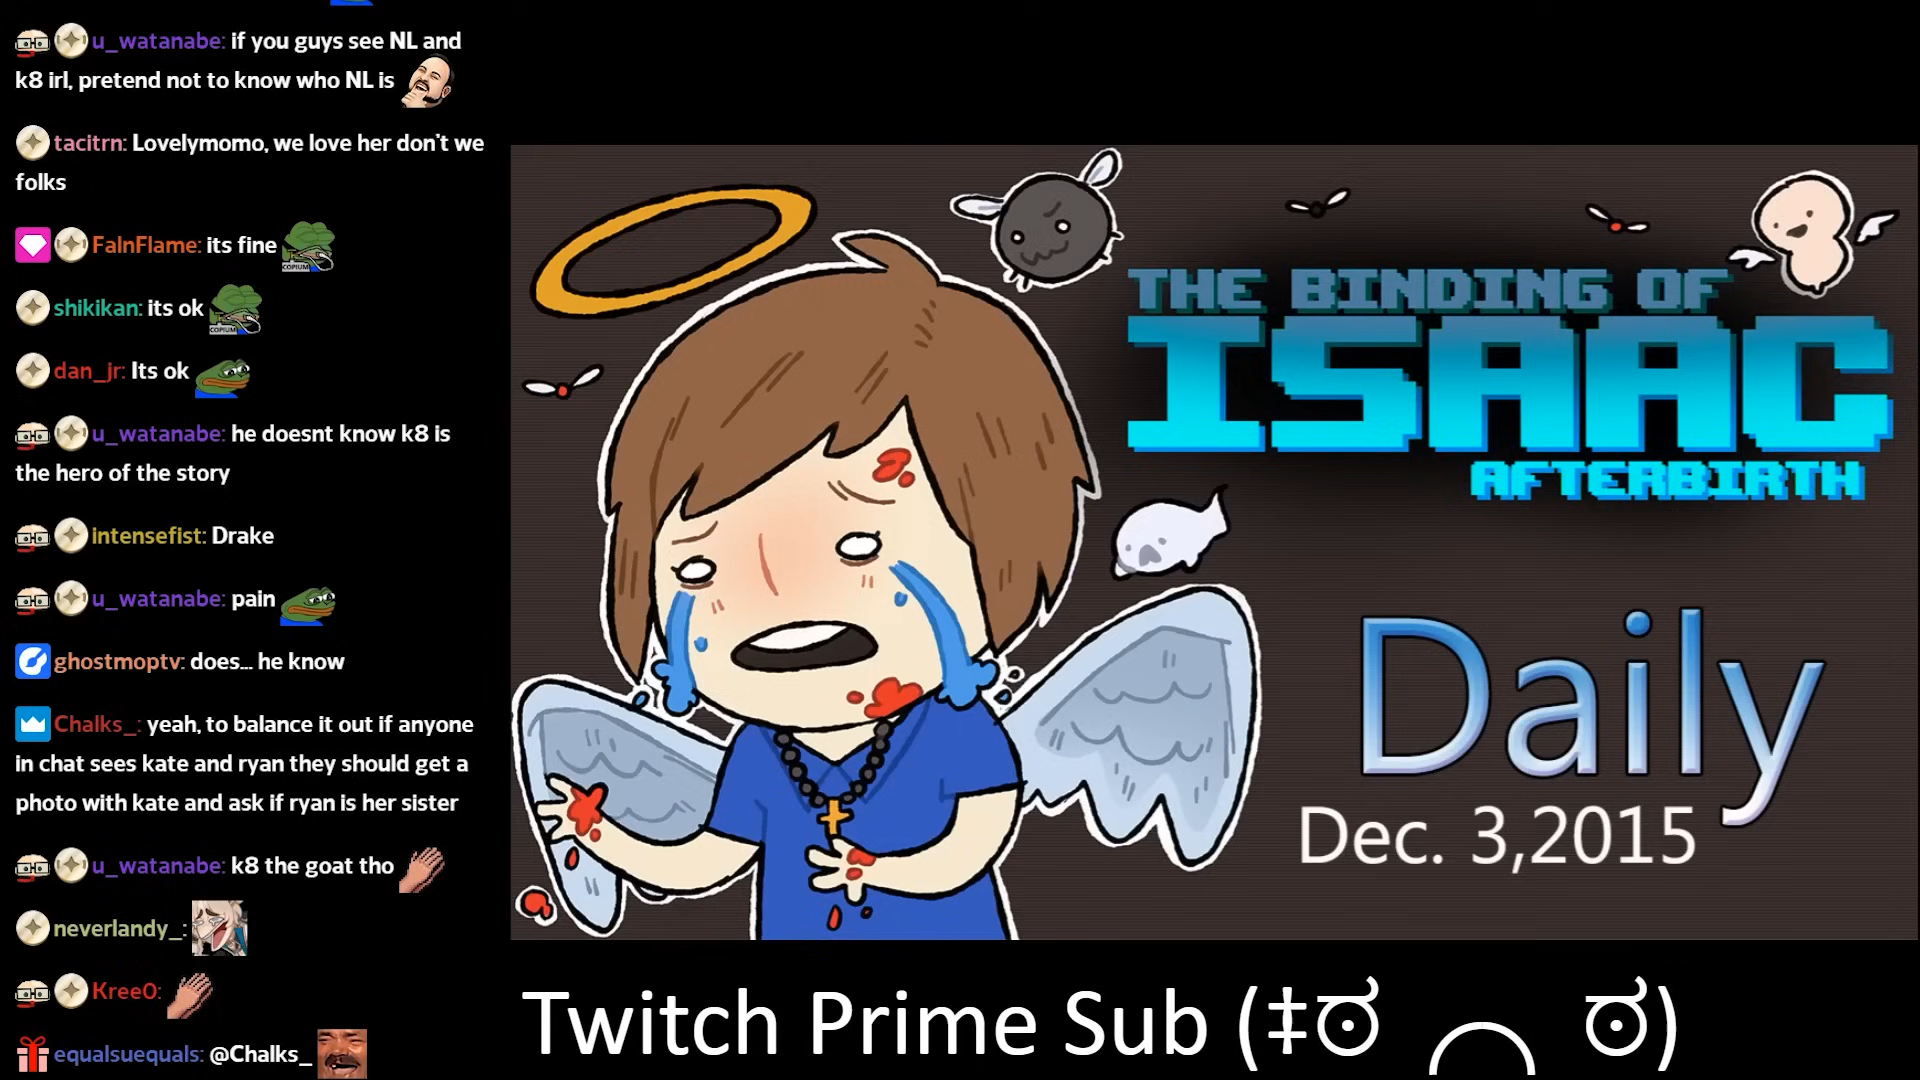 u_watanabe: if you guys see NL and
k8 irl, pretend not to know who NL is
tacitrn: Lovelymomo, we love her don't we
folks
FalnFlame: its fine
COPIUM
shikikan: its ok
COPIUM
dan_jr: Its ok
u_watanabe: he doesnt know k8 is
the hero of the story
intensefist: Drake
u_watanabe: pain
ghostmoptv: does... he know
Chalks_: yeah, to balance it out if anyone
in chat sees kate and ryan they should get a
photo with kate and ask if ryan is her sister
u_watanabe: k8 the goat tho
neverlandy_:
Kree0:
equalsuequals: @Chalks_
THE BINDING OF
ISAAC
AFTERBIRTH
Daily
Dec. 3,2015
Twitch Prime Sub (‡ಠ ͡ ಠ)